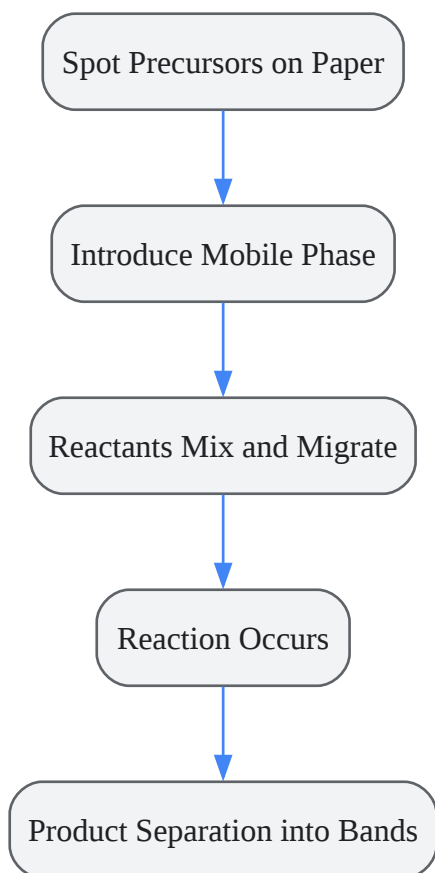 Spot Precursors on Paper
Introduce Mobile Phase
Reactants Mix and Migrate
Reaction Occurs
Product Separation into Bands